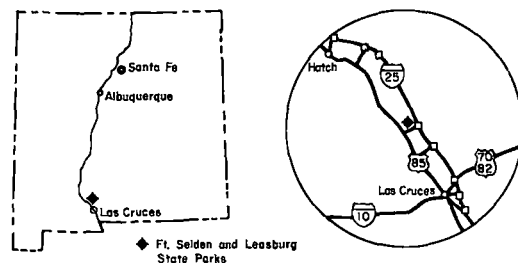 Santa Fe
Albuquerque
Las Cruces
Ft. Selden and Leasburg
State Parks
Hatch
25
85
70
82
Las Cruces
10